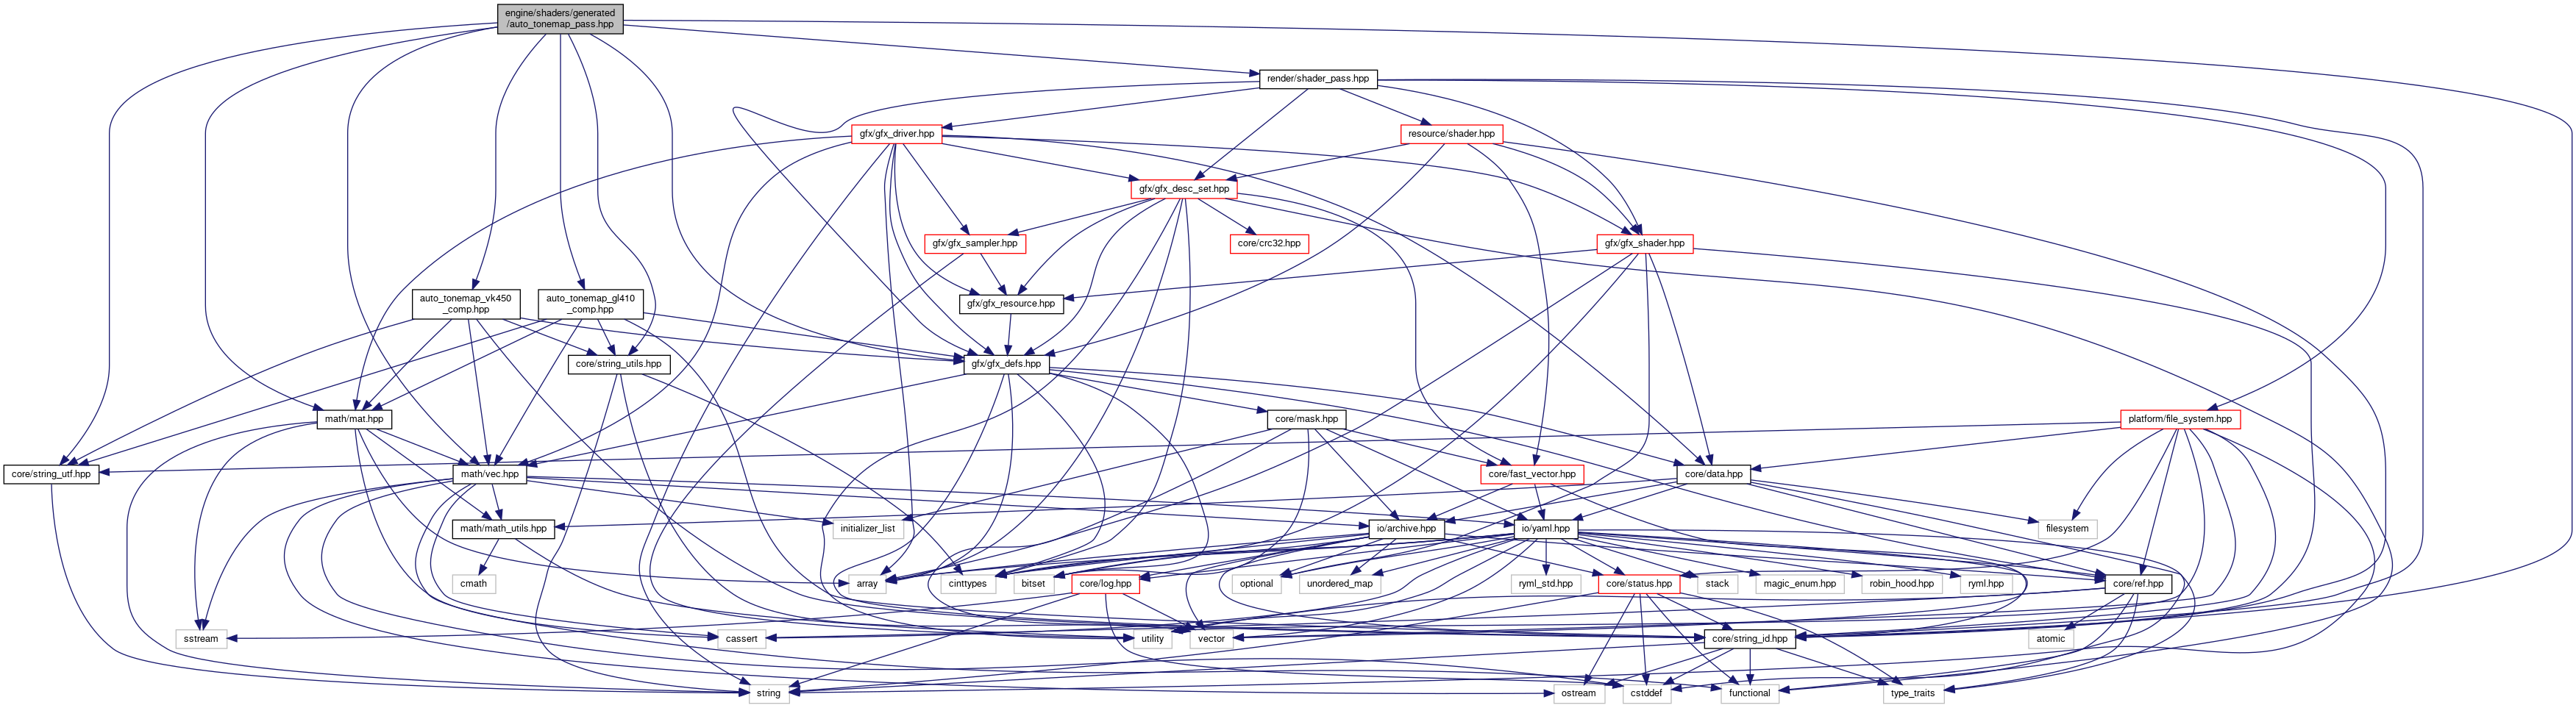 engine/shaders/generated
/auto_tonemap_pass.hpp
render/shader_pass.hpp
gfx/gfx_driver.hpp
resource/shader.hpp
gfx/gfx_desc_set.hpp
gfx/gfx_sampler.hpp
core/crc32.hpp
gfx/gfx_shader.hpp
auto_tonemap_vk450
_comp.hpp
auto_tonemap_gl410
_comp.hpp
gfx/gfx_resource.hpp
core/string_utils.hpp
gfx/gfx_defs.hpp
math/mat.hpp
core/mask.hpp
platform/file_system.hpp
core/string_utf.hpp
math/vec.hpp
core/fast_vector.hpp
core/data.hpp
math/math_utils.hpp
initializer_list
io/archive.hpp
io/yaml.hpp
filesystem
cmath
array
cinttypes
bitset
core/log.hpp
optional
unordered_map
ryml_std.hpp
core/status.hpp
stack
magic_enum.hpp
robin_hood.hpp
ryml.hpp
core/ref.hpp
sstream
cassert
utility
vector
core/string_id.hpp
atomic
string
ostream
cstddef
functional
type_traits